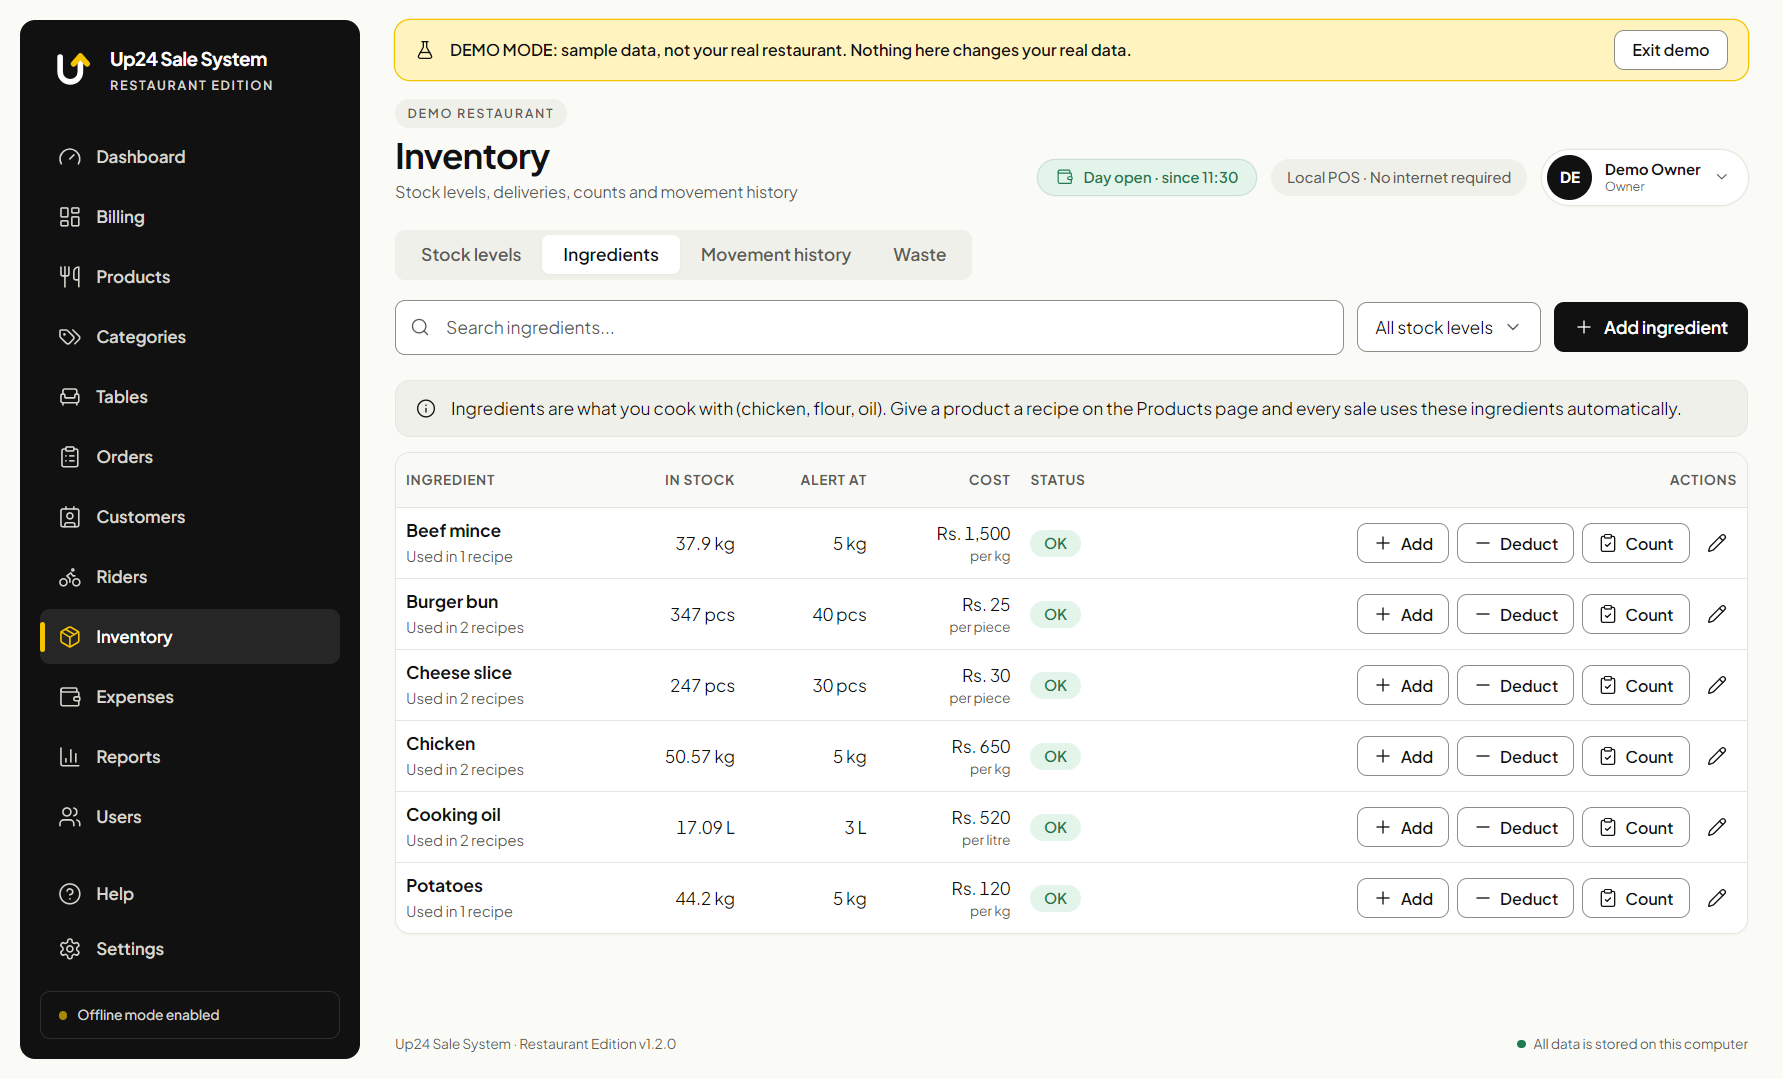 Up24 Sale System
RESTAURANT EDITION
Dashboard
Billing
Products
Categories
Tables
Orders
Customers
Riders
Inventory
Expenses
Reports
Users
Help
Settings
Offline mode enabled
DEMO MODE: sample data, not your real restaurant. Nothing here changes your real data.
Exit demo
DEMO RESTAURANT
Inventory
Stock levels, deliveries, counts and movement history
Day open · since 11:30
Local POS · No internet required
DE
Demo Owner
Owner
Stock levels
Ingredients
Movement history
Waste
Search ingredients...
All stock levels
Add ingredient
Ingredients are what you cook with (chicken, flour, oil). Give a product a recipe on the Products page and every sale uses these ingredients automatically.
INGREDIENT IN STOCK ALERT AT COST STATUS ACTIONS
Beef mince 37.9 kg 5 kg Rs. 1,500 OK Add Deduct Count
Used in 1 recipe per kg
Burger bun 347 pcs 40 pcs Rs. 25 OK Add Deduct Count
Used in 2 recipes per piece
Cheese slice 247 pcs 30 pcs Rs. 30 OK Add Deduct Count
Used in 2 recipes per piece
Chicken 50.57 kg 5 kg Rs. 650 OK Add Deduct Count
Used in 2 recipes per kg
Cooking oil 17.09 L 3 L Rs. 520 OK Add Deduct Count
Used in 2 recipes per litre
Potatoes 44.2 kg 5 kg Rs. 120 OK Add Deduct Count
Used in 1 recipe per kg
Up24 Sale System · Restaurant Edition v1.2.0
All data is stored on this computer